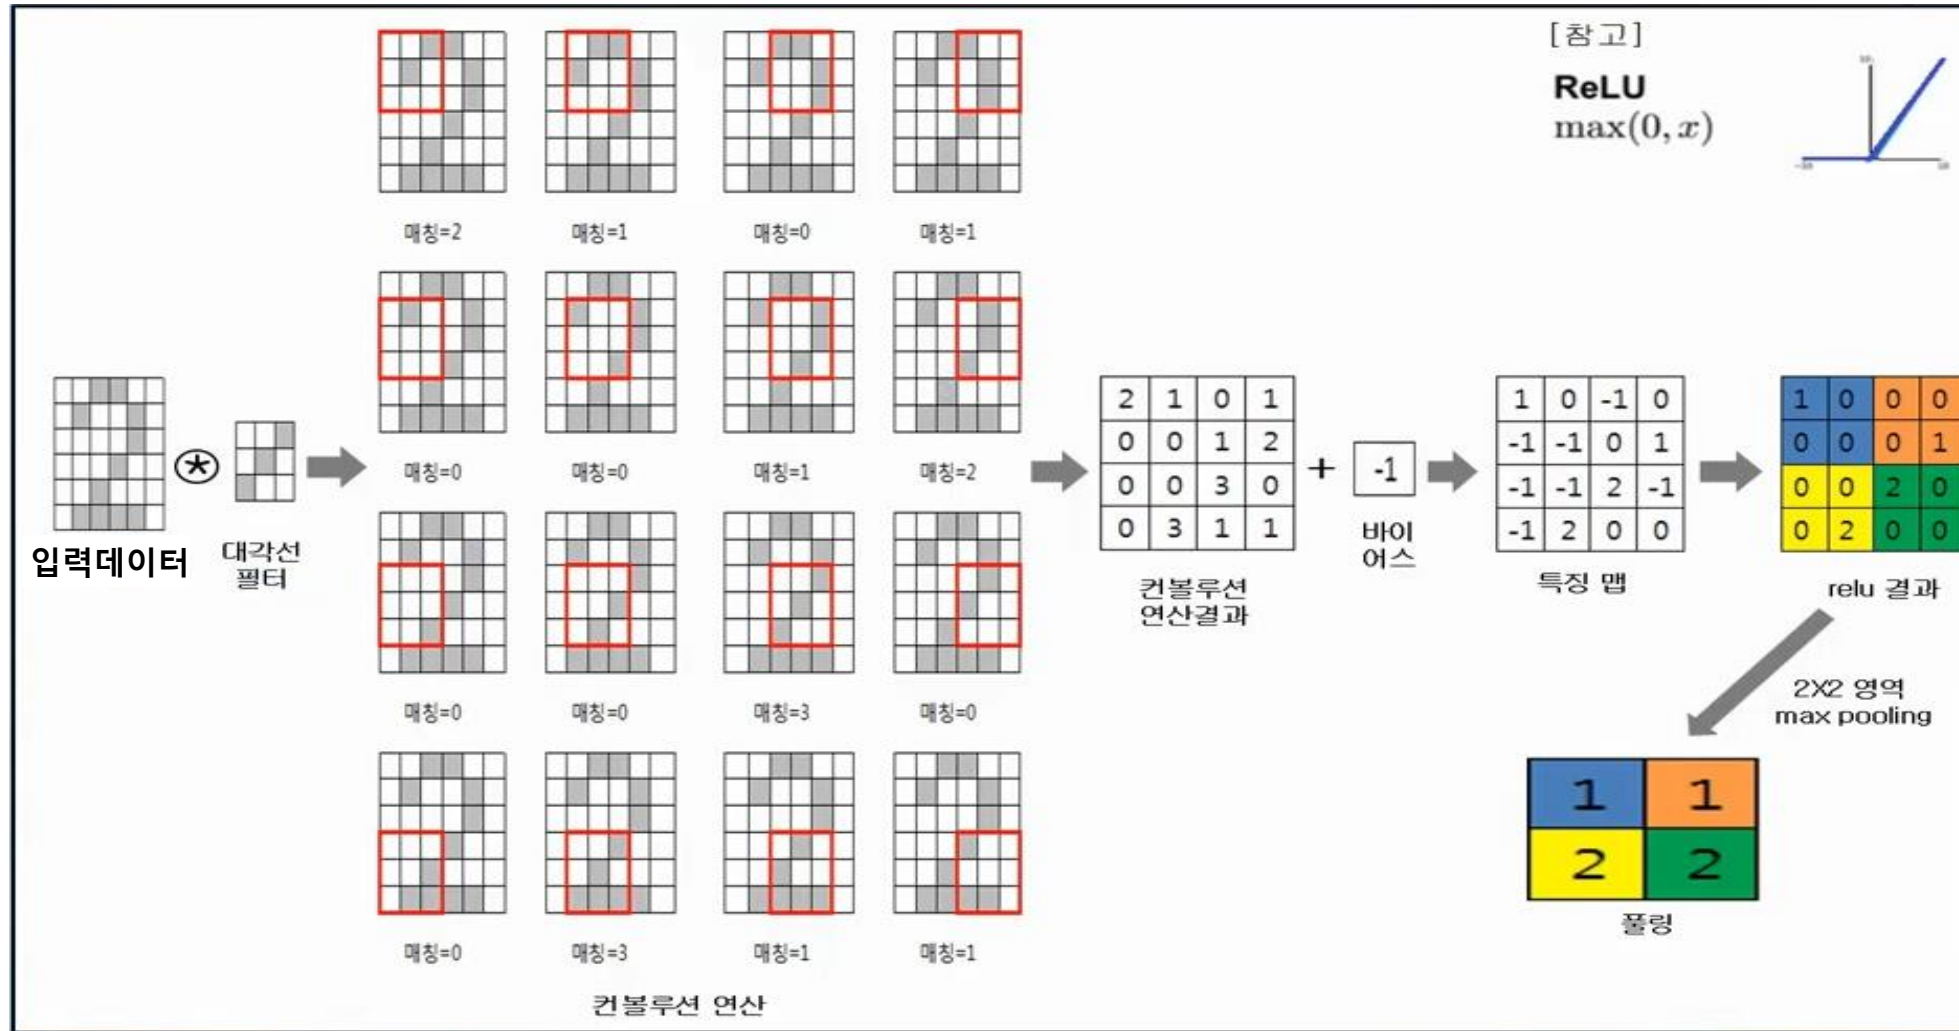 [참고]
ReLU
max(0, x)
10
-10
10
매칭=2
매칭=1
매칭=0
매칭=1
매칭=0
매칭=0
매칭=1
매칭=2
매칭=0
매칭=0
매칭=3
매칭=0
매칭=0
매칭=3
매칭=1
매칭=1
컨볼루션 연산
입력데이터
대각선
필터
2 1 0 1
0 0 1 2
0 0 3 0
0 3 1 1
컨볼루션
연산결과
+
-1
바이
어스
1 0 -1 0
-1 -1 0 1
-1 -1 2 -1
-1 2 0 0
특징 맵
1 0 0 0
0 0 0 1
0 0 2 0
0 2 0 0
relu 결과
2X2 영역
max pooling
1 1
2 2
풀링